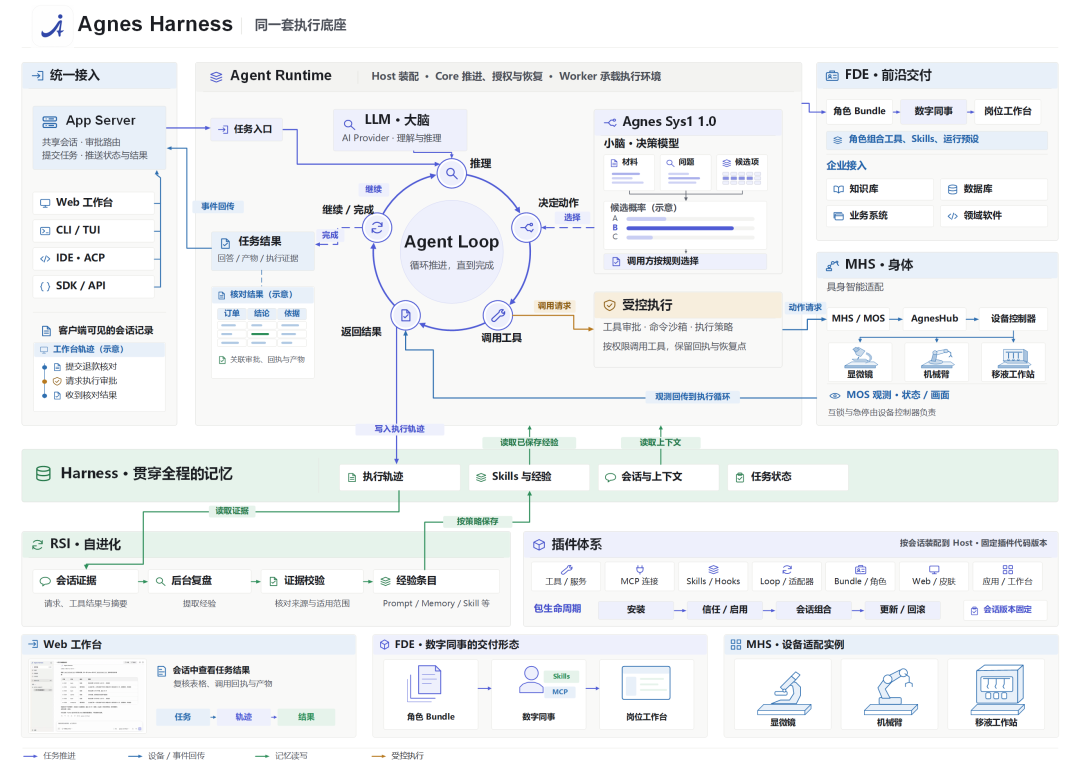 Agnes Harness
同一套执行底座
统一接入
App Server
共享会话 · 审批路由
提交任务 · 推送状态与结果
Web 工作台
CLI / TUI
IDE • ACP
SDK / API
客户端可见的会话记录
工作台轨迹（示意）
提交退款核对
请求执行审批
收到核对结果
Agent Runtime
Host 装配 • Core 推进、授权与恢复 • Worker 承载执行环境
任务入口
LLM • 大脑
AI Provider · 理解与推理
推理
继续
继续 / 完成
完成
事件回传
任务结果
回答 / 产物 / 执行证据
核对结果（示意）
订单 结论 依据
关联审批、回执与产物
Agent Loop
循环推进，直到完成
决定动作
选择
返回结果
调用工具
调用请求
Agnes Sys1 1.0
小脑 • 决策模型
材料
问题
候选项
候选概率（示意）
A
B
C
调用方按规则选择
受控执行
工具审批 · 命令沙箱 · 执行策略
按权限调用工具，保留回执与恢复点
动作请求
观测回传到执行循环
FDE • 前沿交付
角色 Bundle
数字同事
岗位工作台
角色组合工具、Skills、运行预设
企业接入
知识库
数据库
业务系统
领域软件
MHS • 身体
具身智能适配
MHS / MOS
AgnesHub
设备控制器
显微镜
机械臂
移液工作站
MOS 观测 • 状态 / 画面
互锁与急停由设备控制器负责
写入执行轨迹
读取已保存经验
读取上下文
Harness • 贯穿全程的记忆
执行轨迹
Skills 与经验
会话与上下文
任务状态
读取证据
按策略保存
RSI • 自进化
会话证据
后台复盘
证据校验
经验条目
请求、工具结果与摘要
提取经验
核对来源与适用范围
Prompt / Memory / Skill 等
插件体系
按会话装配到 Host • 固定插件代码版本
工具 / 服务
MCP 连接
Skills / Hooks
Loop / 适配器
Bundle / 角色
Web / 皮肤
应用 / 工作台
包生命周期
安装
信任 / 启用
会话组合
更新 / 回滚
会话版本固定
Web 工作台
会话中查看任务结果
复核表格、调用回执与产物
任务
轨迹
结果
FDE • 数字同事的交付形态
角色 Bundle
Skills
MCP
数字同事
岗位工作台
MHS • 设备适配实例
显微镜
机械臂
移液工作站
任务推进
设备 / 事件回传
记忆读写
受控执行